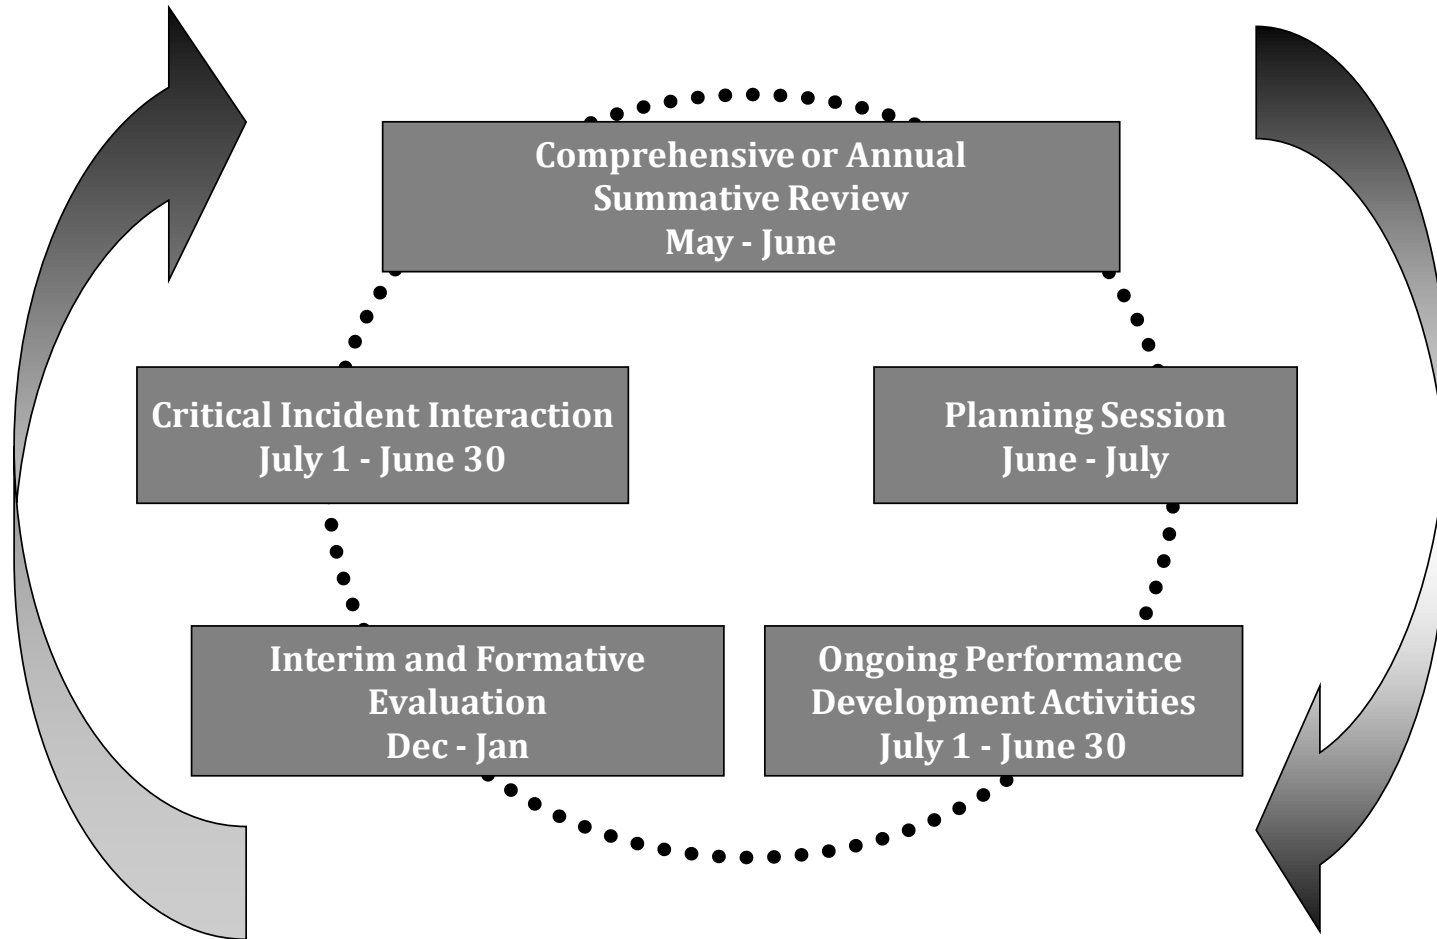 Comprehensive or Annual
Summative Review
May - June
Critical Incident Interaction
July 1 - June 30
Planning Session
June - July
Interim and Formative
Evaluation
Dec - Jan
Ongoing Performance
Development Activities
July 1 - June 30